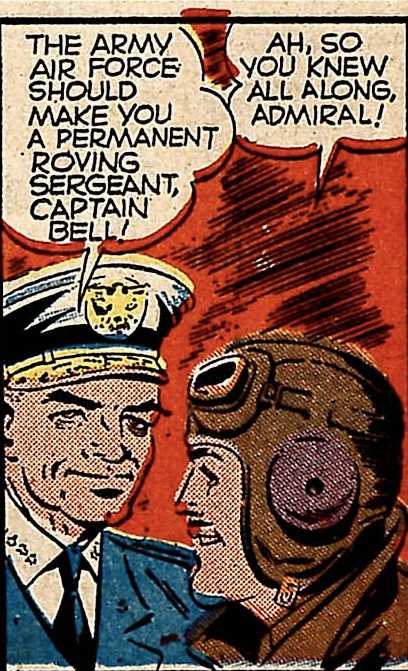 THE ARMY
AIR FORCE
SHOULD
MAKE YOU
A PERMANENT
ROVING
SERGEANT,
CAPTAIN
BELL!
AH, SO
YOU KNEW
ALL ALONG,
ADMIRAL!